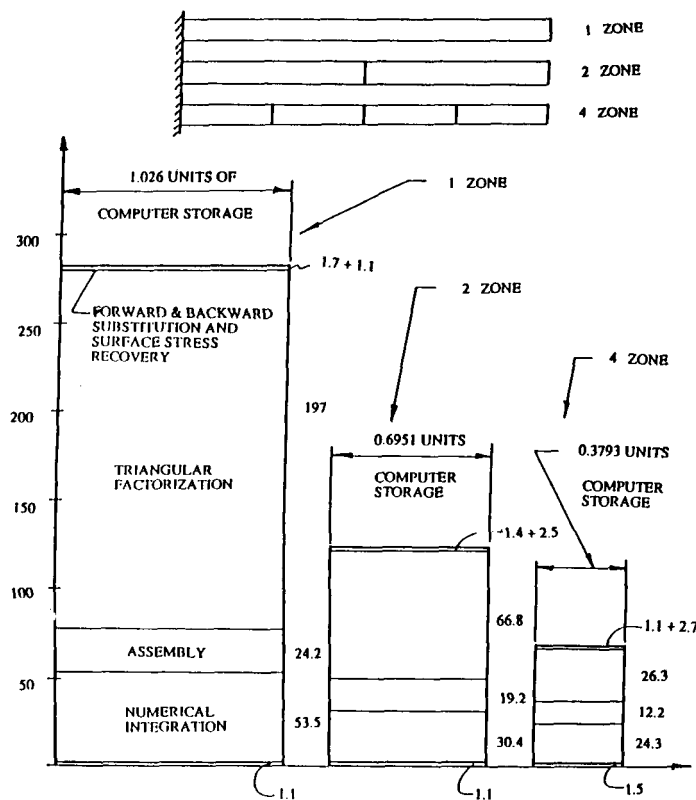 1 ZONE
2 ZONE
4 ZONE
1.026 UNITS OF
COMPUTER STORAGE
1 ZONE
300
1.7 + 1.1
2 ZONE
FORWARD & BACKWARD
SUBSTITUTION AND
SURFACE STRESS
RECOVERY
250
4 ZONE
200
197
0.6951 UNITS
COMPUTER
STORAGE
0.3793 UNITS
COMPUTER
STORAGE
TRIANGULAR
FACTORIZATION
150
1.4 + 2.5
100
66.8
1.1 + 2.7
ASSEMBLY
24.2
26.3
50
19.2
12.2
NUMERICAL
INTEGRATION
53.5
30.4
24.3
0
1.1
1.1
1.5